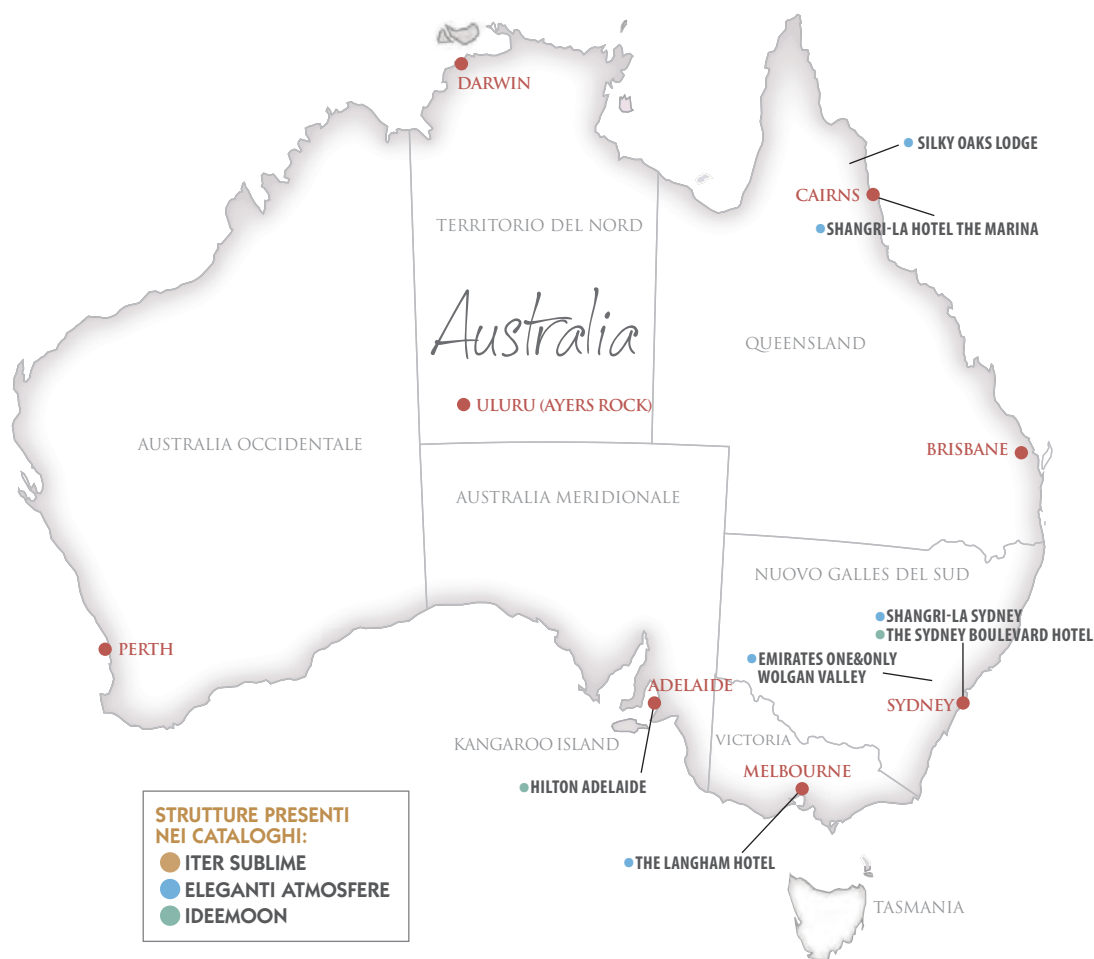 DARWIN
SILKY OAKS LODGE
CAIRNS
SHANGRI-LA HOTEL THE MARINA
TERRITORIO DEL NORD
Australia
QUEENSLAND
ULURU (AYERS ROCK)
AUSTRALIA OCCIDENTALE
BRISBANE
AUSTRALIA MERIDIONALE
NUOVO GALLES DEL SUD
SHANGRI-LA SYDNEY
THE SYDNEY BOULEVARD HOTEL
EMIRATES ONE&ONLY
WOLGAN VALLEY
PERTH
ADELAIDE
SYDNEY
KANGAROO ISLAND
VICTORIA
MELBOURNE
HILTON ADELAIDE
THE LANGHAM HOTEL
TASMANIA
STRUTTURE PRESENTI
NEI CATALOGHI:
ITER SUBLIME
ELEGANTI ATMOSFERE
IDEEMOON